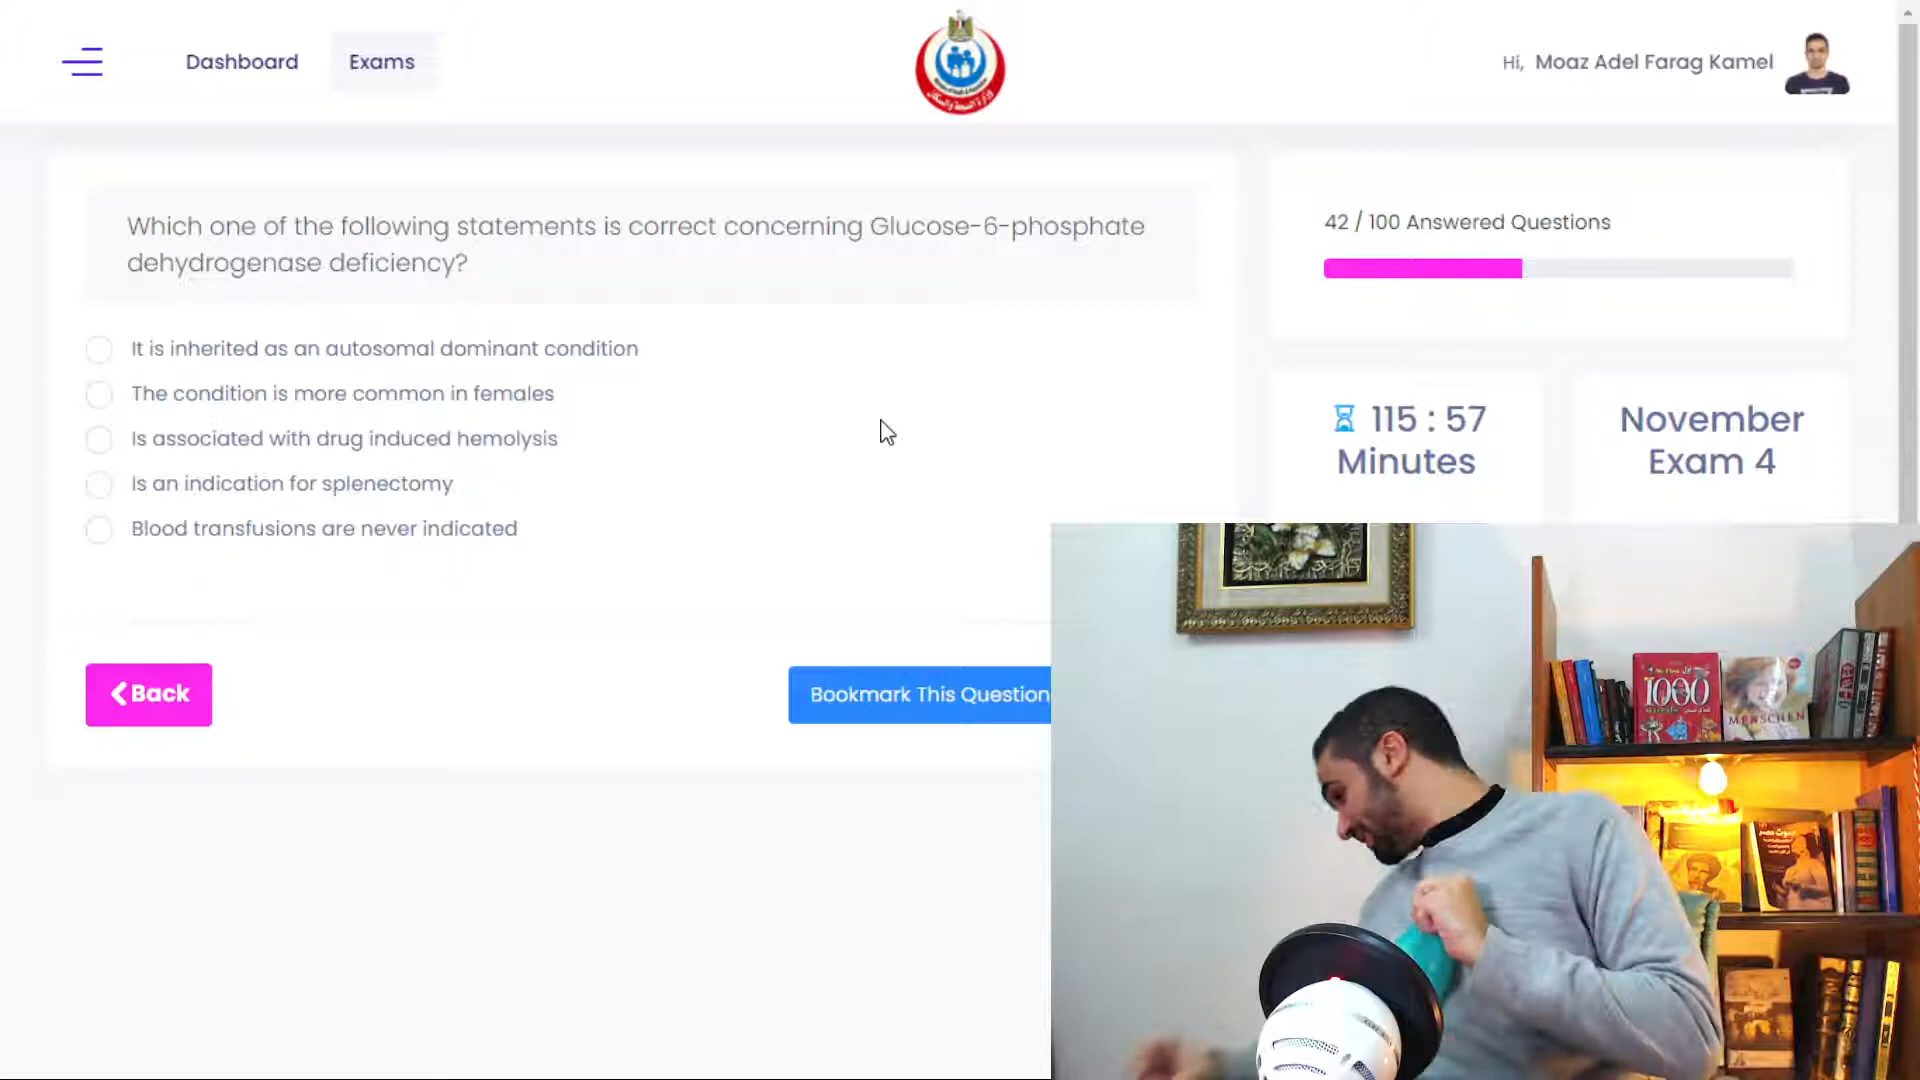 Dashboard
Exams
Hi, Moaz Adel Farag Kamel
Which one of the following statements is correct concerning Glucose-6-phosphate
dehydrogenase deficiency?
It is inherited as an autosomal dominant condition
The condition is more common in females
Is associated with drug induced hemolysis
Is an indication for splenectomy
Blood transfusions are never indicated
Back
Bookmark This Question
42 / 100 Answered Questions
115 : 57
Minutes
November
Exam 4
1000
MENSCHEN